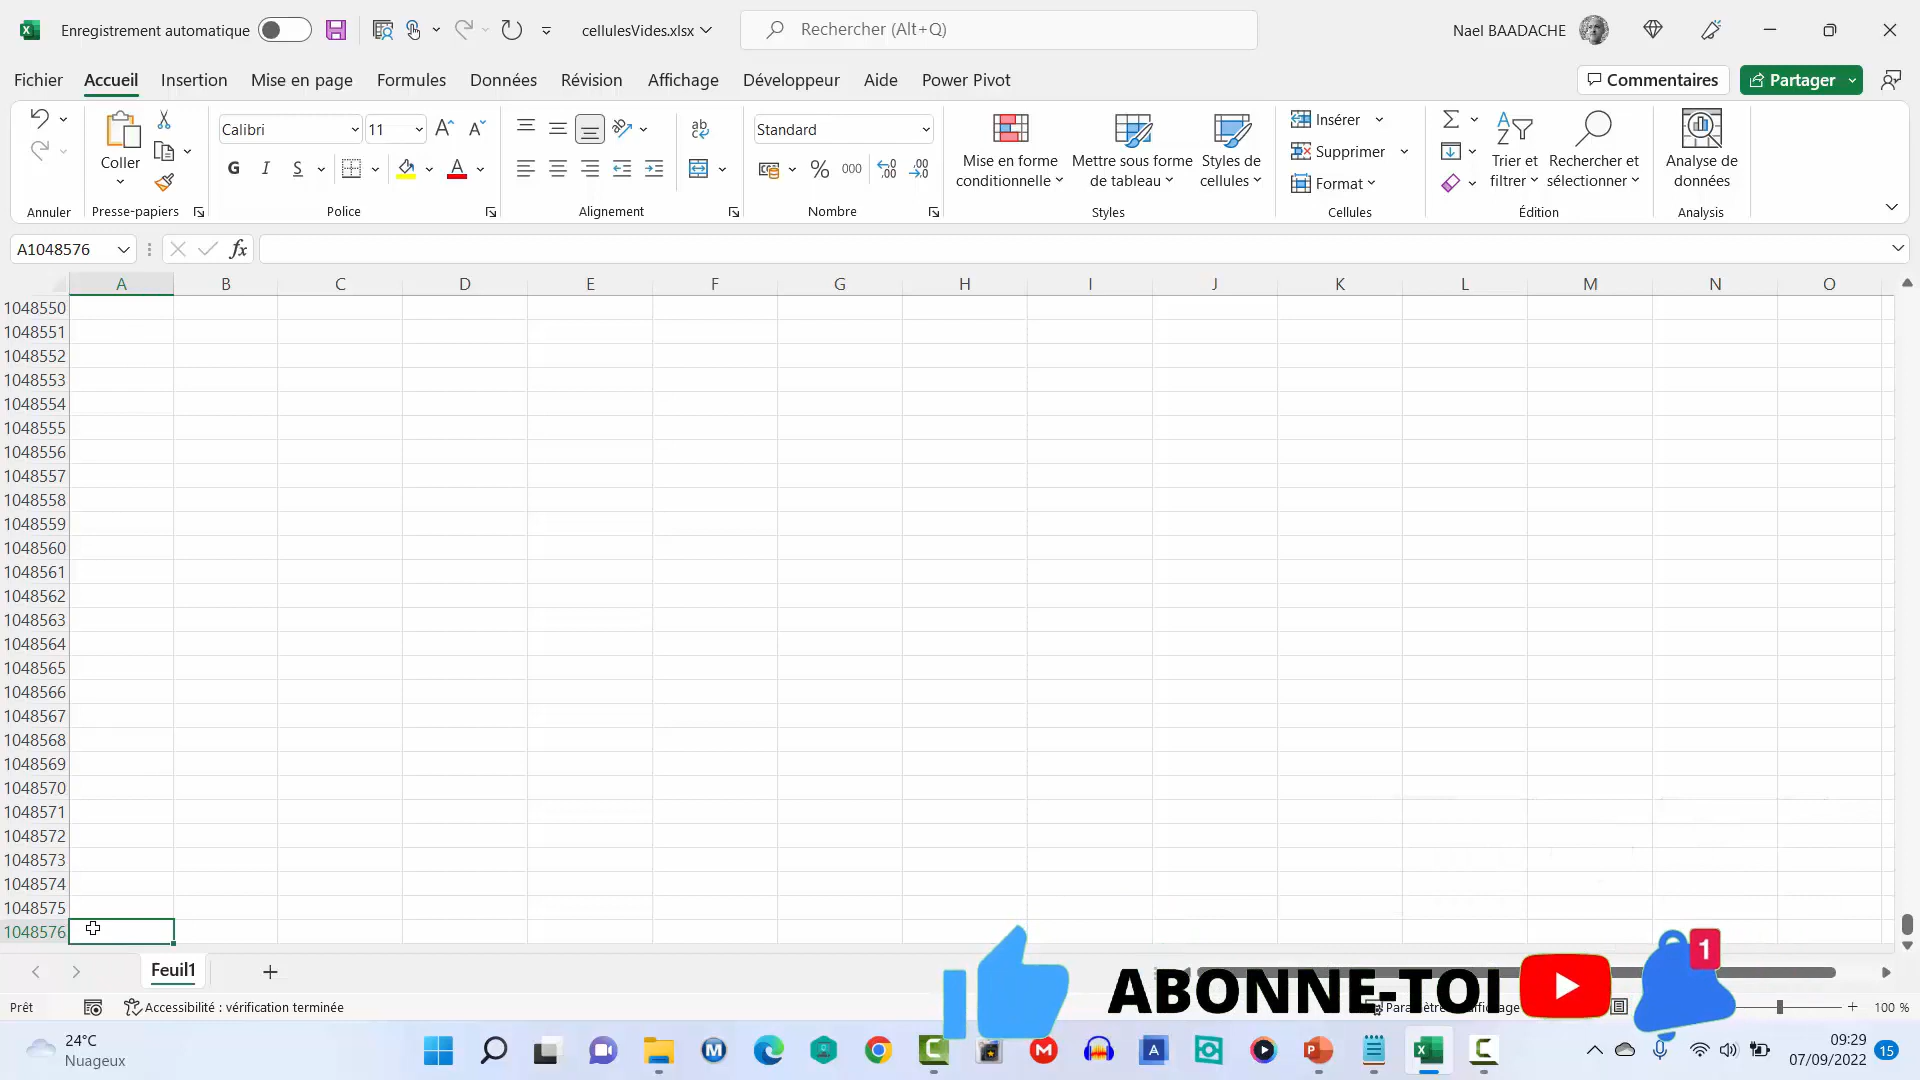 Enregistrement automatique
cellulesVides.xlsx
Rechercher (Alt+Q)
Nael BAADACHE
Fichier Accueil Insertion Mise en page Formules Données Révision Affichage Développeur Aide Power Pivot
Commentaires Partager
Calibri 11 Standard
Coller
G I S
% 000
Mise en forme conditionnelle
Mettre sous forme de tableau
Styles de cellules
Insérer
Supprimer
Format
Trier et filtrer
Rechercher et sélectionner
Analyse de données
Annuler Presse-papiers Police Alignement Nombre Styles Cellules Édition Analysis
A1048576 fx
A B C D E F G H I J K L M N O
1048550
1048551
1048552
1048553
1048554
1048555
1048556
1048557
1048558
1048559
1048560
1048561
1048562
1048563
1048564
1048565
1048566
1048567
1048568
1048569
1048570
1048571
1048572
1048573
1048574
1048575
1048576
Feuil1
ABONNE-TOI
1
Prêt Accessibilité : vérification terminée 100 %
24°C
Nuageux
09:29
07/09/2022
15